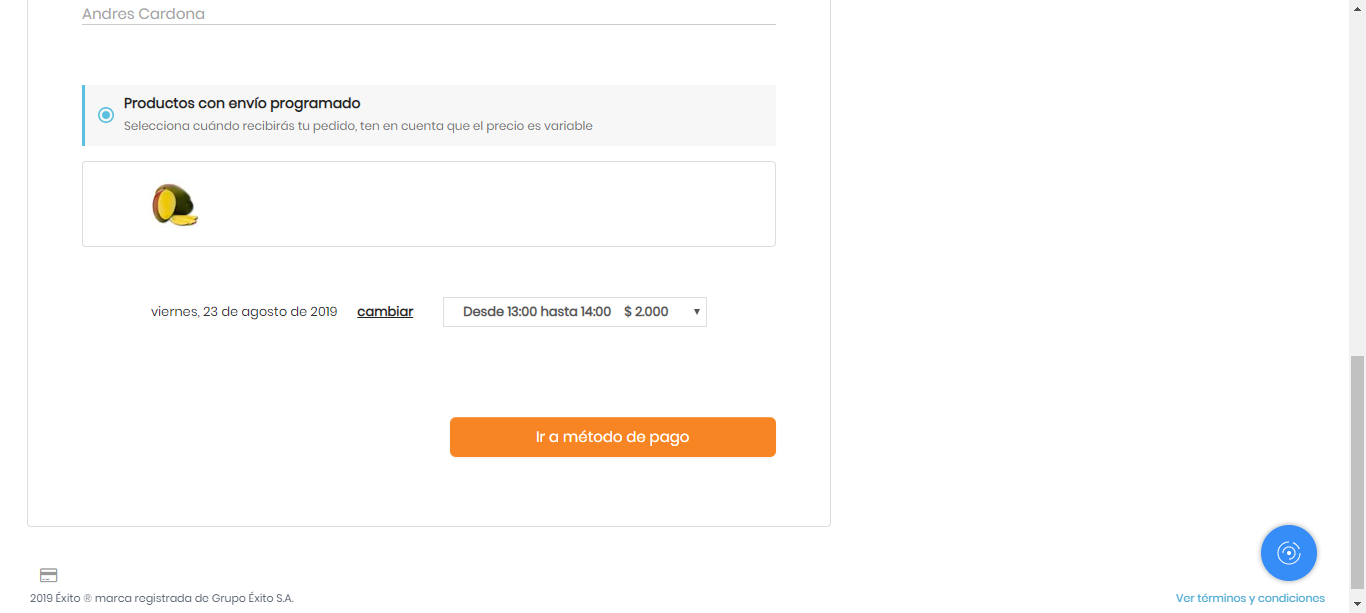 Andres Cardona
Productos con envío programado
Selecciona cuándo recibirás tu pedido, ten en cuenta que el precio es variable
viernes, 23 de agosto de 2019 cambiar Desde 13:00 hasta 14:00 $ 2.000
Ir a método de pago
2019 Éxito ® marca registrada de Grupo Éxito S.A.
Ver términos y condiciones